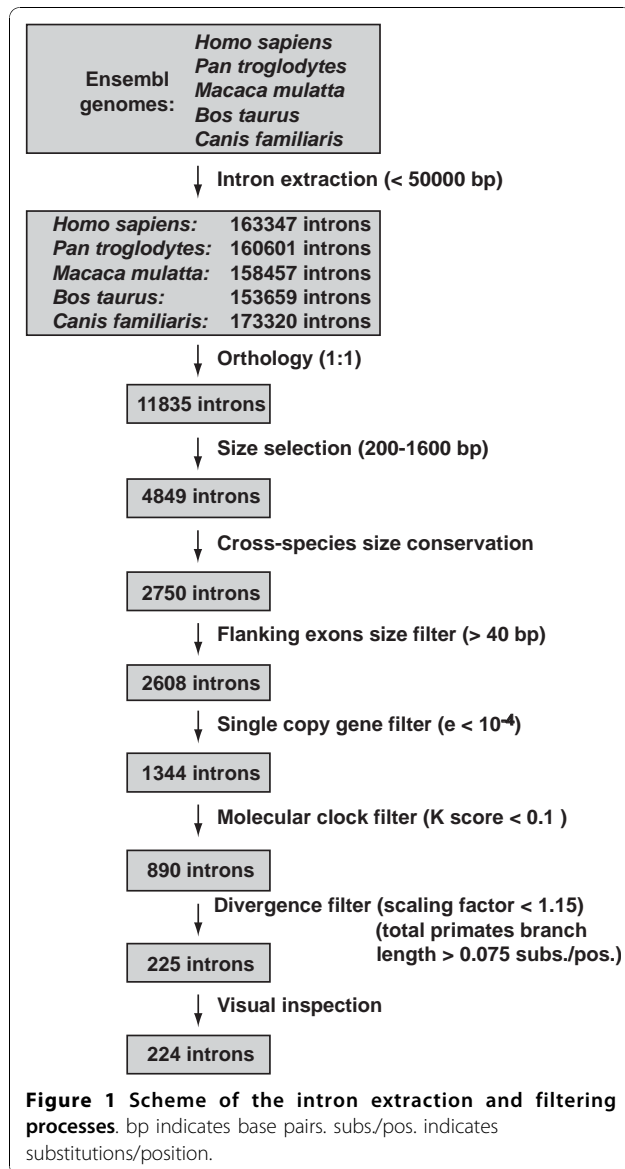 Ensembl genomes:
Homo sapiens
Pan troglodytes
Macaca mulatta
Bos taurus
Canis familiaris
Intron extraction (< 50000 bp)
Homo sapiens: 163347 introns
Pan troglodytes: 160601 introns
Macaca mulatta: 158457 introns
Bos taurus: 153659 introns
Canis familiaris: 173320 introns
Orthology (1:1)
11835 introns
Size selection (200-1600 bp)
4849 introns
Cross-species size conservation
2750 introns
Flanking exons size filter (> 40 bp)
2608 introns
Single copy gene filter (e < 10⁻⁴)
1344 introns
Molecular clock filter (K score < 0.1 )
890 introns
Divergence filter (scaling factor < 1.15)
(total primates branch
length > 0.075 subs./pos.)
225 introns
Visual inspection
224 introns
Figure 1 Scheme of the intron extraction and filtering
processes. bp indicates base pairs. subs./pos. indicates
substitutions/position.